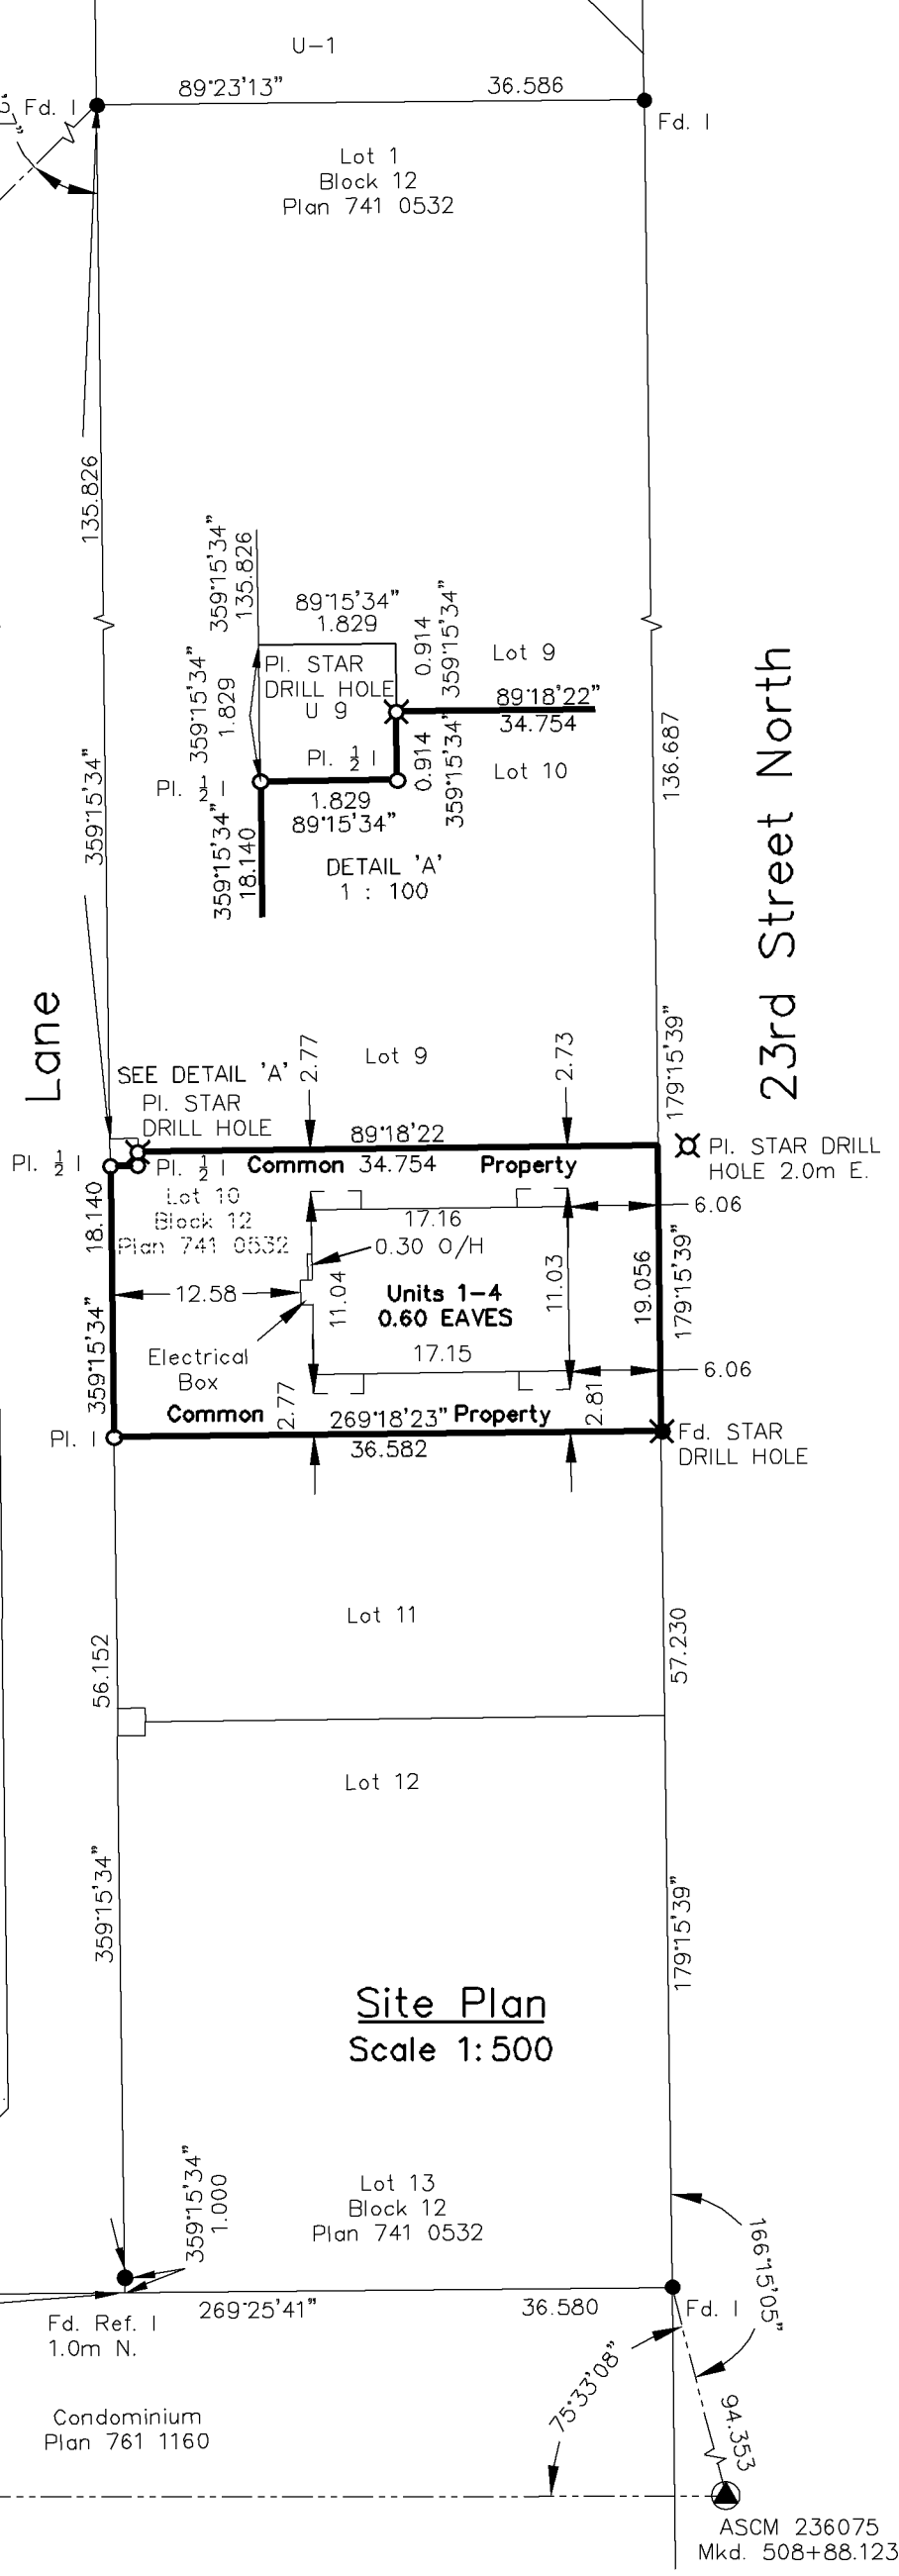 U-1
89°23'13"
36.586
Fd. I
Fd. I
Lot 1
Block 12
Plan 741 0532
135.826
359°15'34"
359°15'34"
135.826
89°15'34"
1.829
0.914
359°15'34"
Lot 9
PI. STAR
DRILL HOLE
U 9
359°15'34"
1.829
89°18'22"
34.754
PI. ½ I
PI. ½ I
0.914
359°15'34"
Lot 10
1.829
89°15'34"
359°15'34"
18.140
DETAIL 'A'
1 : 100
136.687
179°15'39"
23rd Street North
Lane
SEE DETAIL 'A'
PI. STAR
DRILL HOLE
2.77
Lot 9
2.73
89°18'22
34.754
Common
Property
PI. STAR DRILL
HOLE 2.0m E.
PI. ½ I
PI. ½ I
Lot 10
Block 12
Plan 741 0532
18.140
359°15'34"
17.16
0.30 O/H
6.06
12.58
11.04
Units 1-4
0.60 EAVES
11.03
19.056
179°15'39"
Electrical
Box
17.15
6.06
2.77
2.81
Common
269°18'23"
Property
36.582
PI. I
Fd. STAR
DRILL HOLE
Lot 11
56.152
57.230
Lot 12
359°15'34"
179°15'39"
Site Plan
Scale 1:500
359°15'34"
1.000
Lot 13
Block 12
Plan 741 0532
166°15'05"
269°25'41"
36.580
Fd. I
Fd. Ref. I
1.0m N.
75°33'08"
94.353
Condominium
Plan 761 1160
ASCM 236075
Mkd. 508+88.123